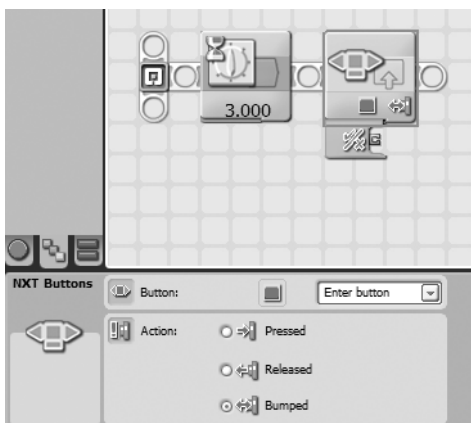 3.000
NXT Buttons
Button:
Enter button
Action:
Pressed
Released
Bumped